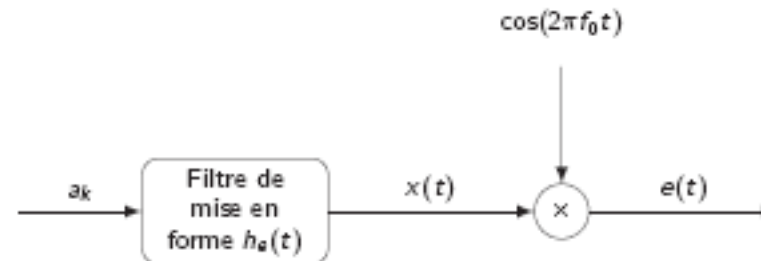 cos(2πf₀t)
aₖ
Filtre de
mise en
forme hₑ(t)
x(t)
×
e(t)